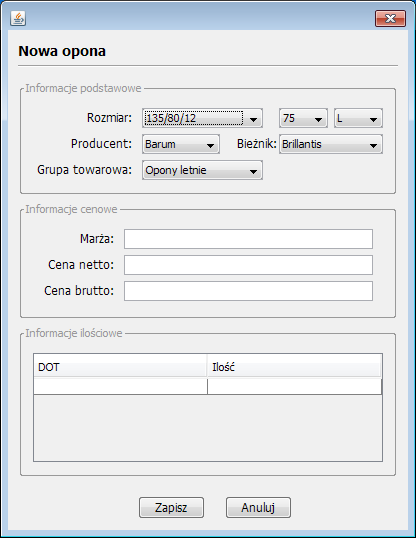 Nowa opona
Informacje podstawowe
Rozmiar: 135/80/12 75 L
Producent: Barum Bieżnik: Brillantis
Grupa towarowa: Opony letnie
Informacje cenowe
Marża:
Cena netto:
Cena brutto:
Informacje ilościowe
DOT Ilość
Zapisz Anuluj